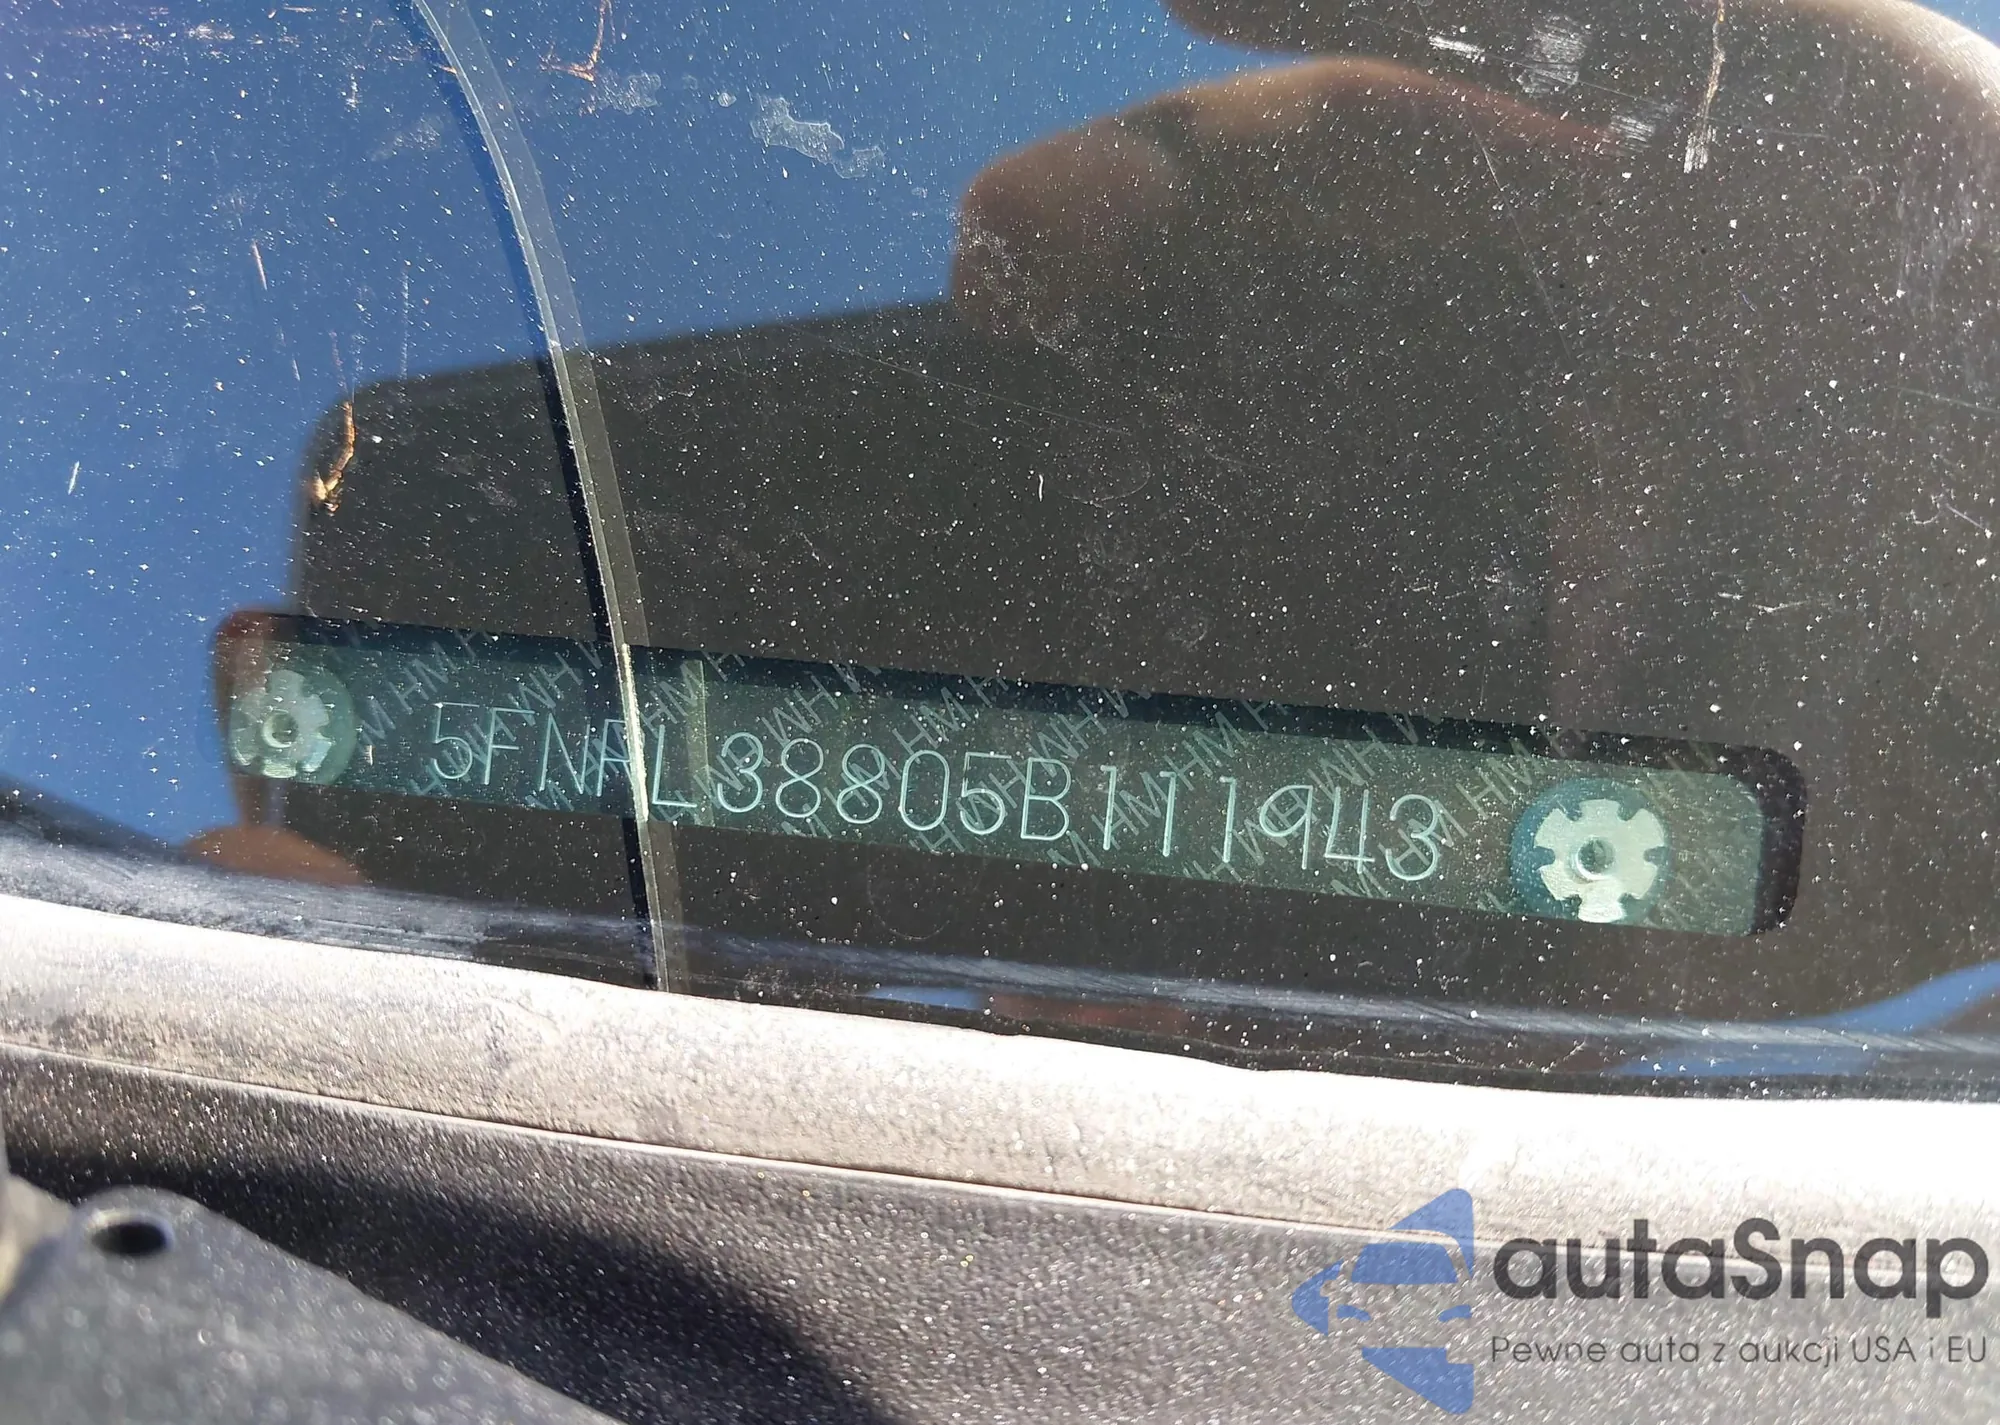 5FNRL38805B111943
autaSnap
Pewne auta z aukcji USA i EU